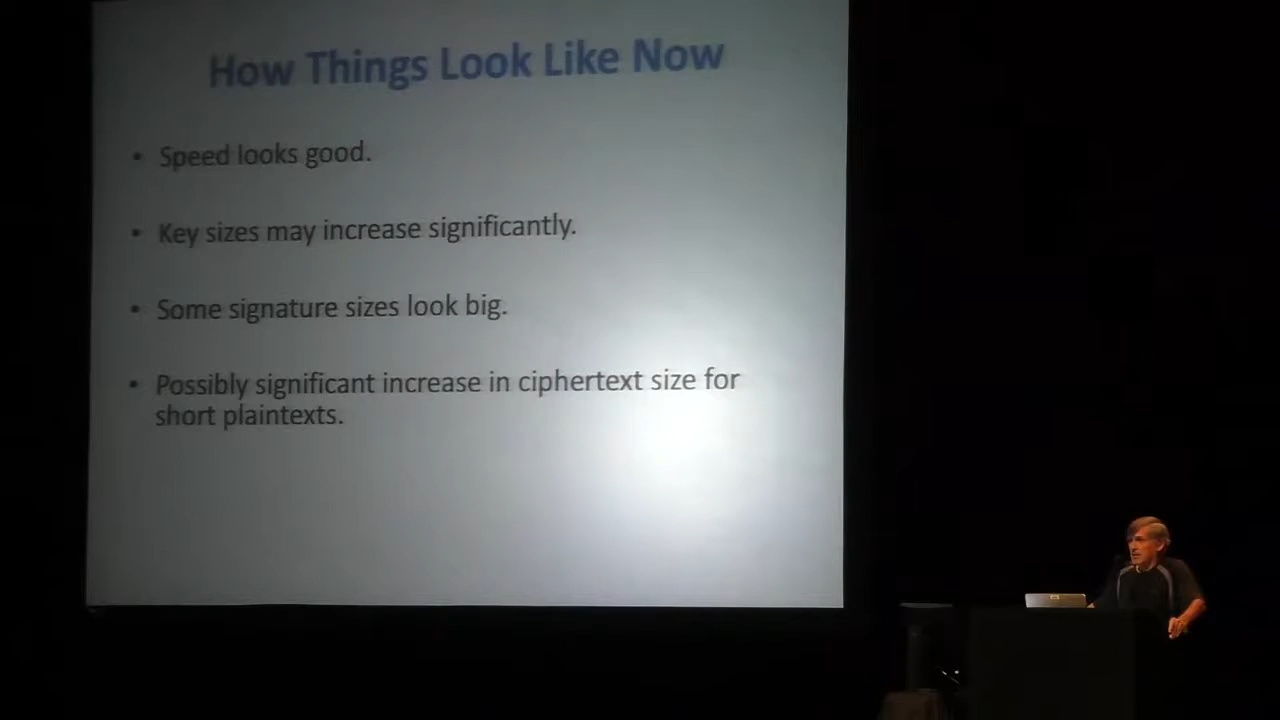 How Things Look Like Now
• Speed looks good.
• Key sizes may increase significantly.
• Some signature sizes look big.
• Possibly significant increase in ciphertext size for
short plaintexts.